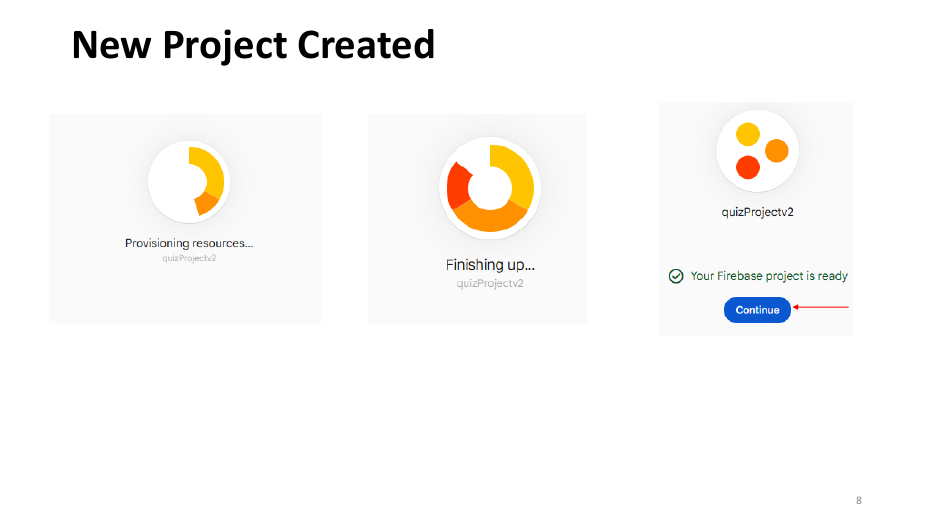 New Project Created
Provisioning resources...
quizProjectv2
Finishing up...
quizProjectv2
quizProjectv2
Your Firebase project is ready
Continue
8